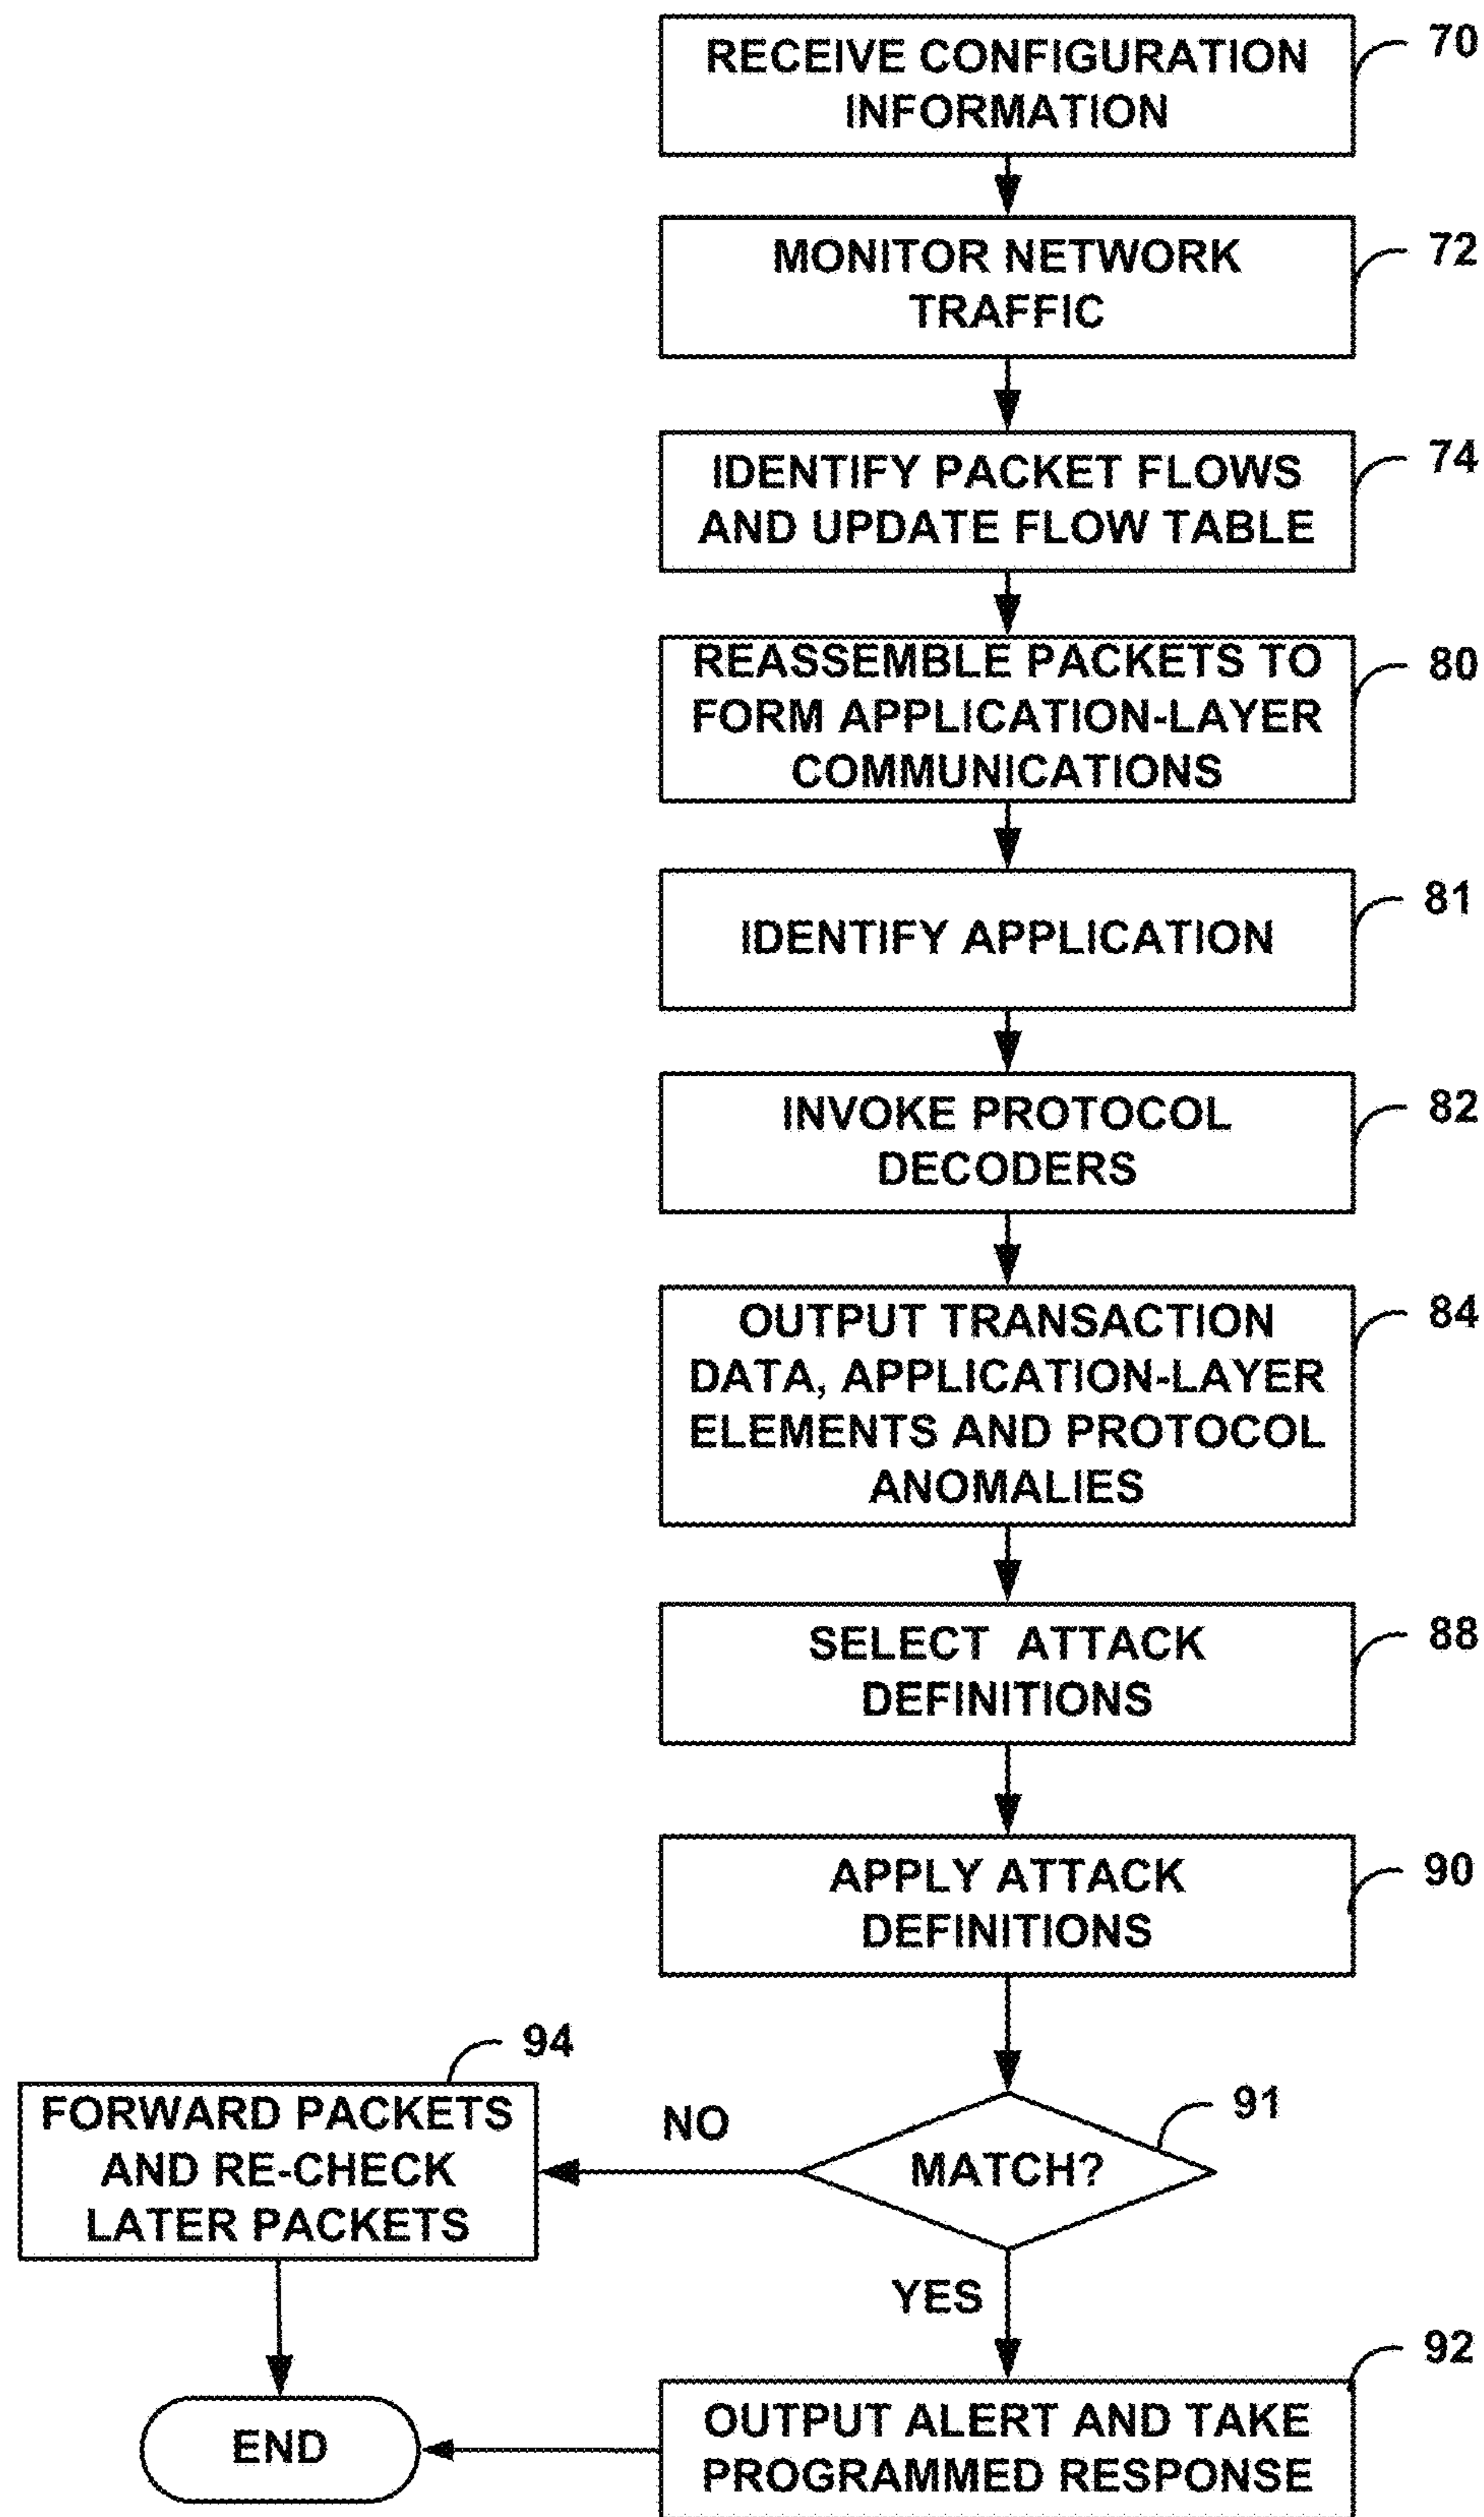 RECEIVE CONFIGURATION
INFORMATION
70
MONITOR NETWORK
TRAFFIC
72
IDENTIFY PACKET FLOWS
AND UPDATE FLOW TABLE
74
REASSEMBLE PACKETS TO
FORM APPLICATION-LAYER
COMMUNICATIONS
80
IDENTIFY APPLICATION
81
INVOKE PROTOCOL
DECODERS
82
OUTPUT TRANSACTION
DATA, APPLICATION-LAYER
ELEMENTS AND PROTOCOL
ANOMALIES
84
SELECT ATTACK
DEFINITIONS
88
APPLY ATTACK
DEFINITIONS
90
MATCH?
91
NO
94
FORWARD PACKETS
AND RE-CHECK
LATER PACKETS
YES
92
OUTPUT ALERT AND TAKE
PROGRAMMED RESPONSE
END